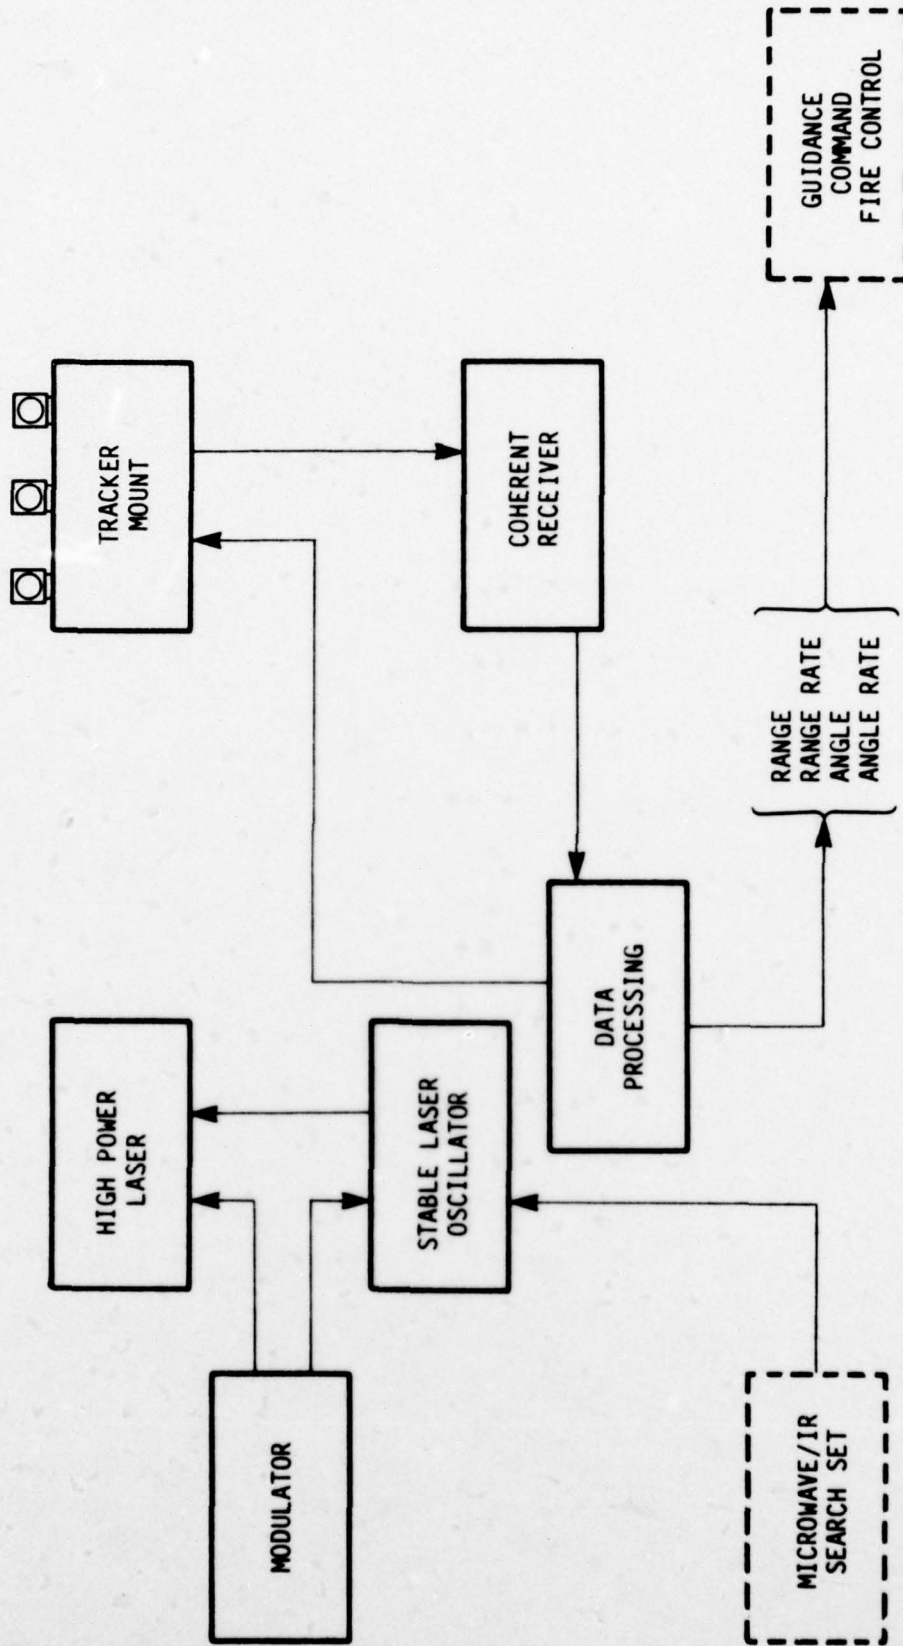 HIGH POWER
LASER
TRACKER
MOUNT
MODULATOR
STABLE LASER
OSCILLATOR
COHERENT
RECEIVER
DATA
PROCESSING
MICROWAVE/IR
SEARCH SET
RANGE
RANGE RATE
ANGLE
ANGLE RATE
GUIDANCE
COMMAND
FIRE CONTROL